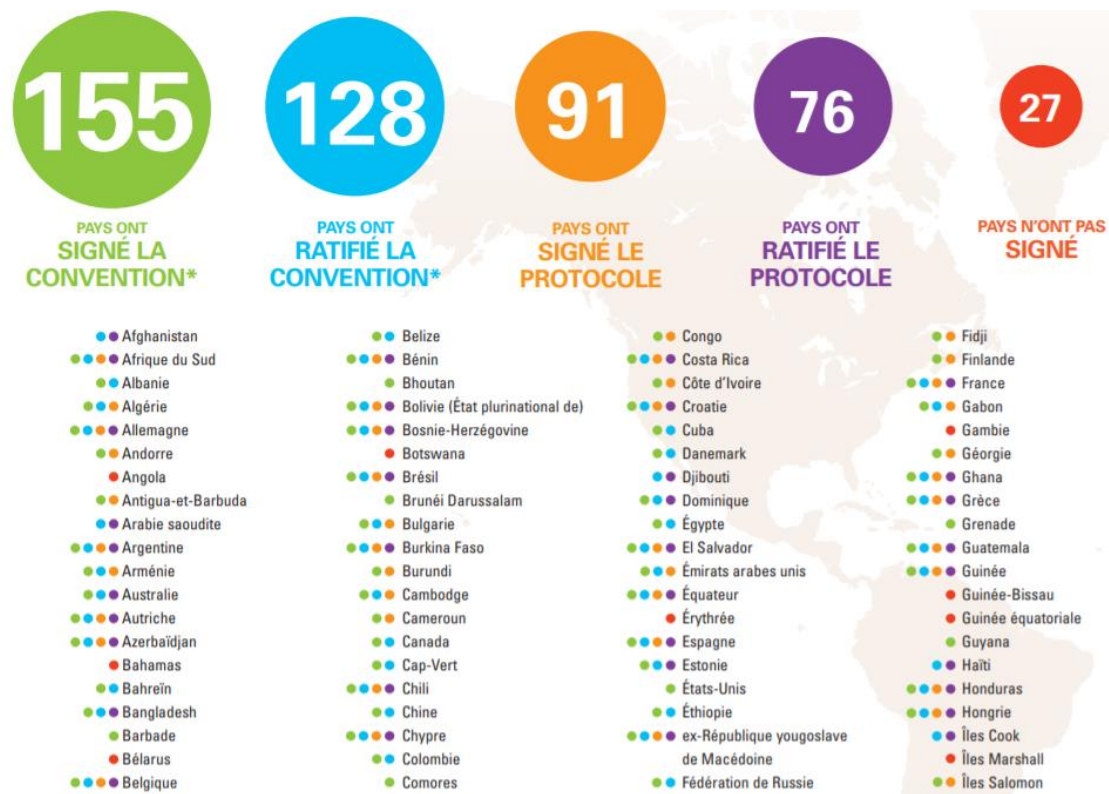 155
PAYS ONT
SIGNÉ LA
CONVENTION*
128
PAYS ONT
RATIFIÉ LA
CONVENTION*
91
PAYS ONT
SIGNÉ LE
PROTOCOLE
76
PAYS ONT
RATIFIÉ LE
PROTOCOLE
27
PAYS N'ONT PAS
SIGNÉ
Afghanistan
Afrique du Sud
Albanie
Algérie
Allemagne
Andorre
Angola
Antigua-et-Barbuda
Arabie saoudite
Argentine
Arménie
Australie
Autriche
Azerbaïdjan
Bahamas
Bahreïn
Bangladesh
Barbade
Bélarus
Belgique
Belize
Bénin
Bhoutan
Bolivie (État plurinational de)
Bosnie-Herzégovine
Botswana
Brésil
Brunéi Darussalam
Bulgarie
Burkina Faso
Burundi
Cambodge
Cameroun
Canada
Cap-Vert
Chili
Chine
Chypre
Colombie
Comores
Congo
Costa Rica
Côte d'Ivoire
Croatie
Cuba
Danemark
Djibouti
Dominique
Égypte
El Salvador
Émirats arabes unis
Équateur
Érythrée
Espagne
Estonie
États-Unis
Éthiopie
ex-République yougoslave
de Macédoine
Fédération de Russie
Fidji
Finlande
France
Gabon
Gambie
Géorgie
Ghana
Grèce
Grenade
Guatemala
Guinée
Guinée-Bissau
Guinée équatoriale
Guyana
Haïti
Honduras
Hongrie
Îles Cook
Îles Marshall
Îles Salomon